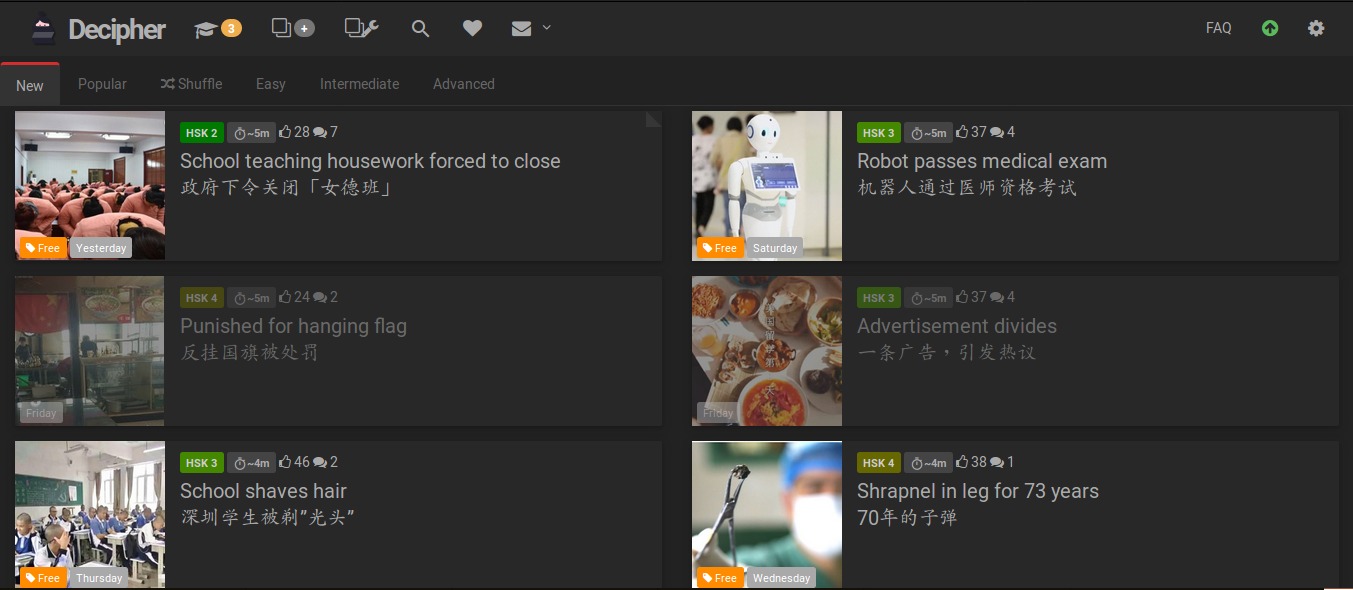 Decipher 3 + FAQ
New Popular Shuffle Easy Intermediate Advanced
HSK 2 ~5m 28 7
School teaching housework forced to close
政府下令关闭「女德班」
Free Yesterday
HSK 3 ~5m 37 4
Robot passes medical exam
机器人通过医师资格考试
Free Saturday
HSK 4 ~5m 24 2
Punished for hanging flag
反挂国旗被处罚
Friday
HSK 3 ~5m 37 4
Advertisement divides
一条广告，引发热议
Friday
HSK 3 ~4m 46 2
School shaves hair
深圳学生被剃"光头"
Free Thursday
HSK 4 ~4m 38 1
Shrapnel in leg for 73 years
70年的子弹
Free Wednesday